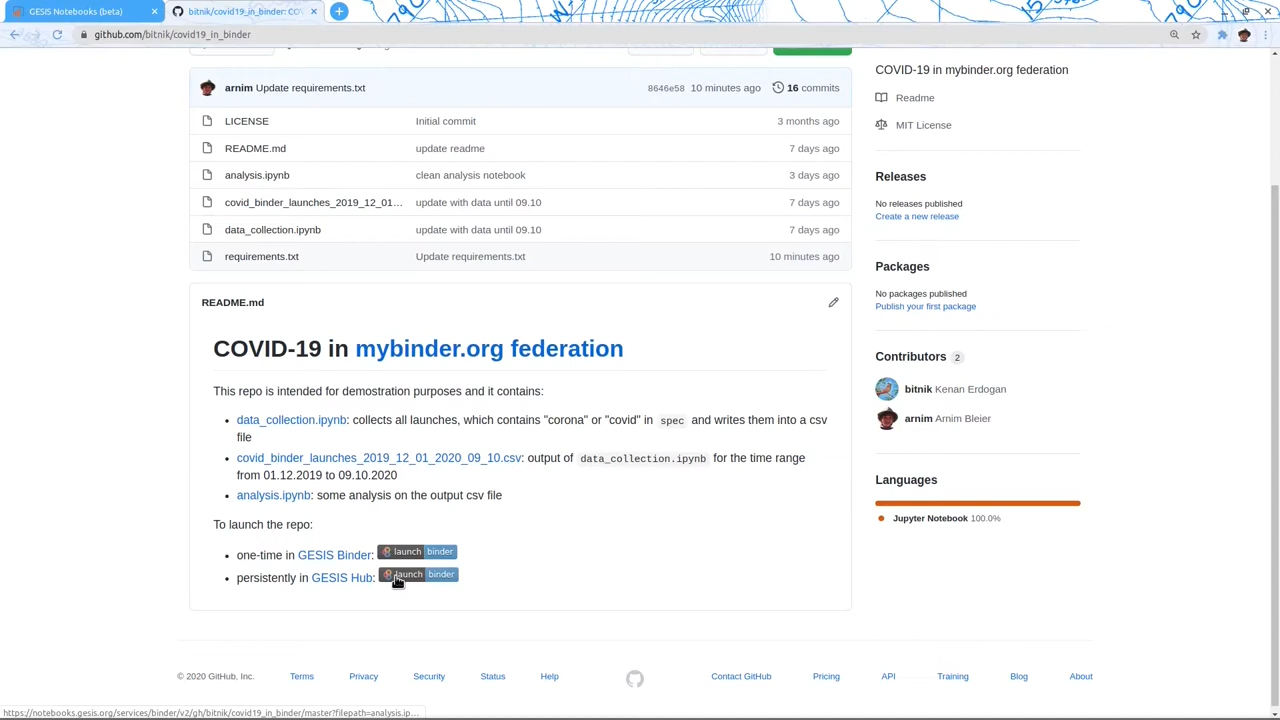 GESIS Notebooks (beta)
bitnik/covid19_in_binder: CO
github.com/bitnik/covid19_in_binder
arnim Update requirements.txt
8646e58 10 minutes ago 16 commits
LICENSE Initial commit 3 months ago
README.md update readme 7 days ago
analysis.ipynb clean analysis notebook 3 days ago
covid_binder_launches_2019_12_01... update with data until 09.10 7 days ago
data_collection.ipynb update with data until 09.10 7 days ago
requirements.txt Update requirements.txt 10 minutes ago
README.md
COVID-19 in mybinder.org federation
This repo is intended for demostration purposes and it contains:
• data_collection.ipynb: collects all launches, which contains "corona" or "covid" in spec and writes them into a csv
file
• covid_binder_launches_2019_12_01_2020_09_10.csv: output of data_collection.ipynb for the time range
from 01.12.2019 to 09.10.2020
• analysis.ipynb: some analysis on the output csv file
To launch the repo:
• one-time in GESIS Binder: launch binder
• persistently in GESIS Hub: launch binder
COVID-19 in mybinder.org federation
Readme
MIT License
Releases
No releases published
Create a new release
Packages
No packages published
Publish your first package
Contributors 2
bitnik Kenan Erdogan
arnim Arnim Bleier
Languages
Jupyter Notebook 100.0%
© 2020 GitHub, Inc. Terms Privacy Security Status Help Contact GitHub Pricing API Training Blog About
https://notebooks.gesis.org/services/binder/v2/gh/bitnik/covid19_in_binder/master?filepath=analysis.ip...